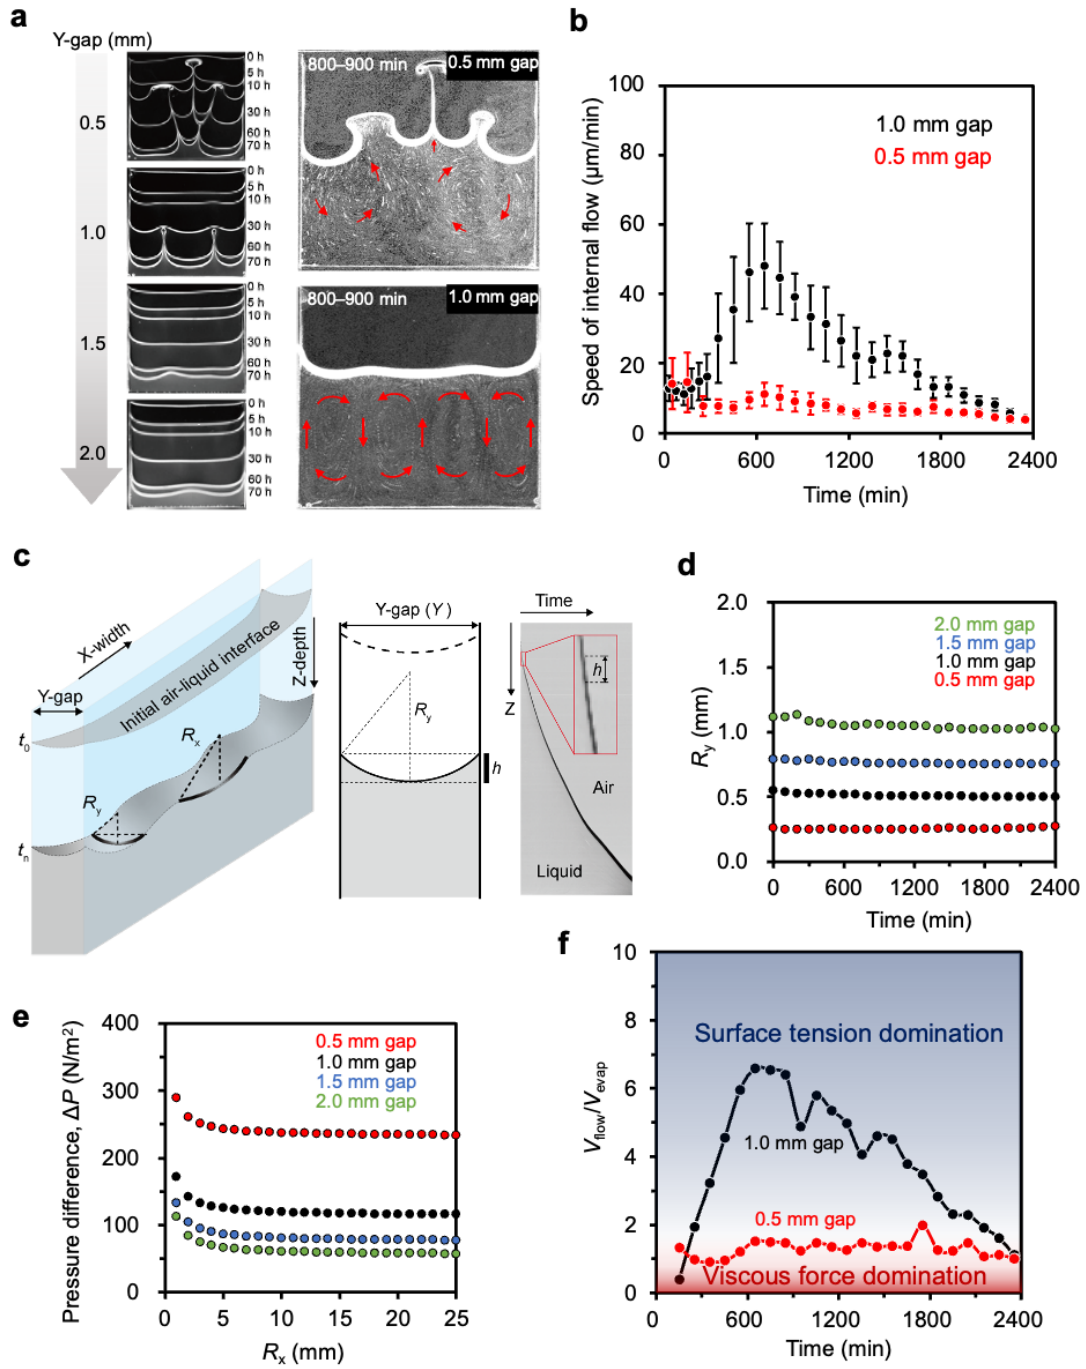 a
Y-gap (mm)
0.5
1.0
1.5
2.0
0 h
5 h
10 h
30 h
60 h
70 h
0 h
5 h
10 h
30 h
60 h
70 h
0 h
5 h
10 h
30 h
60 h
70 h
0 h
5 h
10 h
30 h
60 h
70 h
800–900 min
0.5 mm gap
800–900 min
1.0 mm gap
b
Speed of internal flow (µm/min)
100
80
60
40
20
0
1.0 mm gap
0.5 mm gap
0
600
1200
1800
2400
Time (min)
c
X-width
Y-gap
Initial air-liquid interface
Z-depth
t0
Rx
Ry
tn
Y-gap (Y)
Ry
h
Time
Z
h
Air
Liquid
d
Ry (mm)
2.0
1.5
1.0
0.5
0.0
2.0 mm gap
1.5 mm gap
1.0 mm gap
0.5 mm gap
0
600
1200
1800
2400
Time (min)
e
Pressure difference, ΔP (N/m²)
400
300
200
100
0
0.5 mm gap
1.0 mm gap
1.5 mm gap
2.0 mm gap
0
5
10
15
20
25
Rx (mm)
f
Vflow/Vevap
10
8
6
4
2
0
Surface tension domination
1.0 mm gap
0.5 mm gap
Viscous force domination
0
600
1200
1800
2400
Time (min)